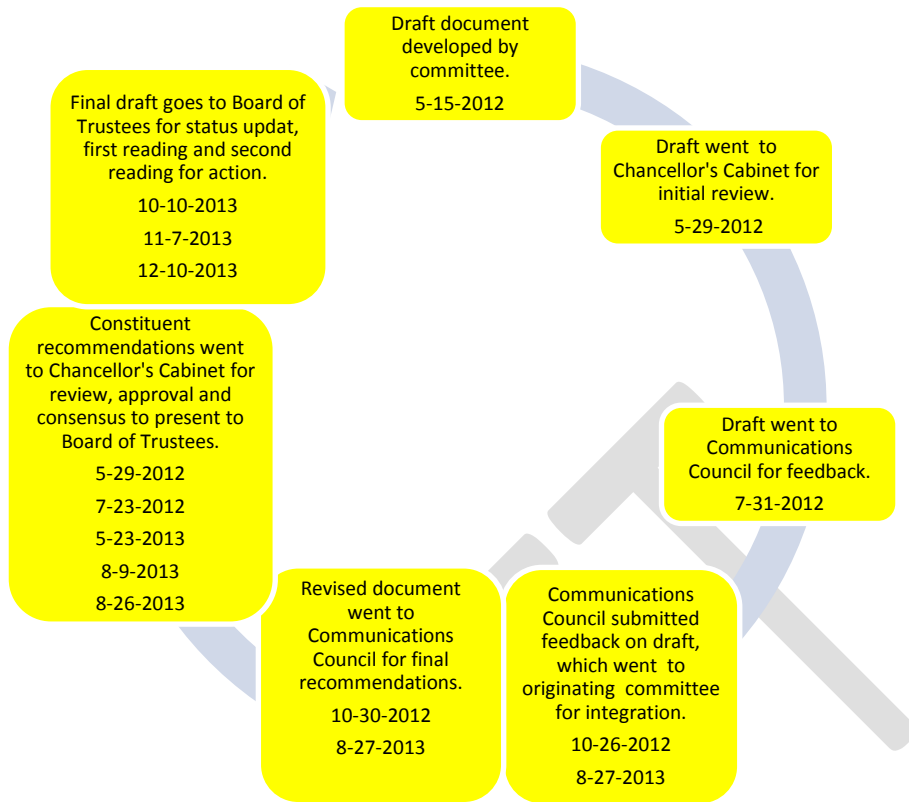 Draft document
developed by
committee.
5-15-2012
Draft went  to
Chancellor's Cabinet for
initial review.
5-29-2012
Draft went to
Communications
Council for feedback.
7-31-2012
Communications
Council submitted
feedback on draft,
which went  to
originating  committee
for integration.
10-26-2012
8-27-2013
Revised document
went to
Communications
Council for final
recommendations.
10-30-2012
8-27-2013
Constituent
recommendations went
to Chancellor's Cabinet for
review, approval and
consensus to present to
Board of Trustees.
5-29-2012
7-23-2012
5-23-2013
8-9-2013
8-26-2013
Final draft goes to Board of
Trustees for status updat,
first reading and second
reading for action.
10-10-2013
11-7-2013
12-10-2013